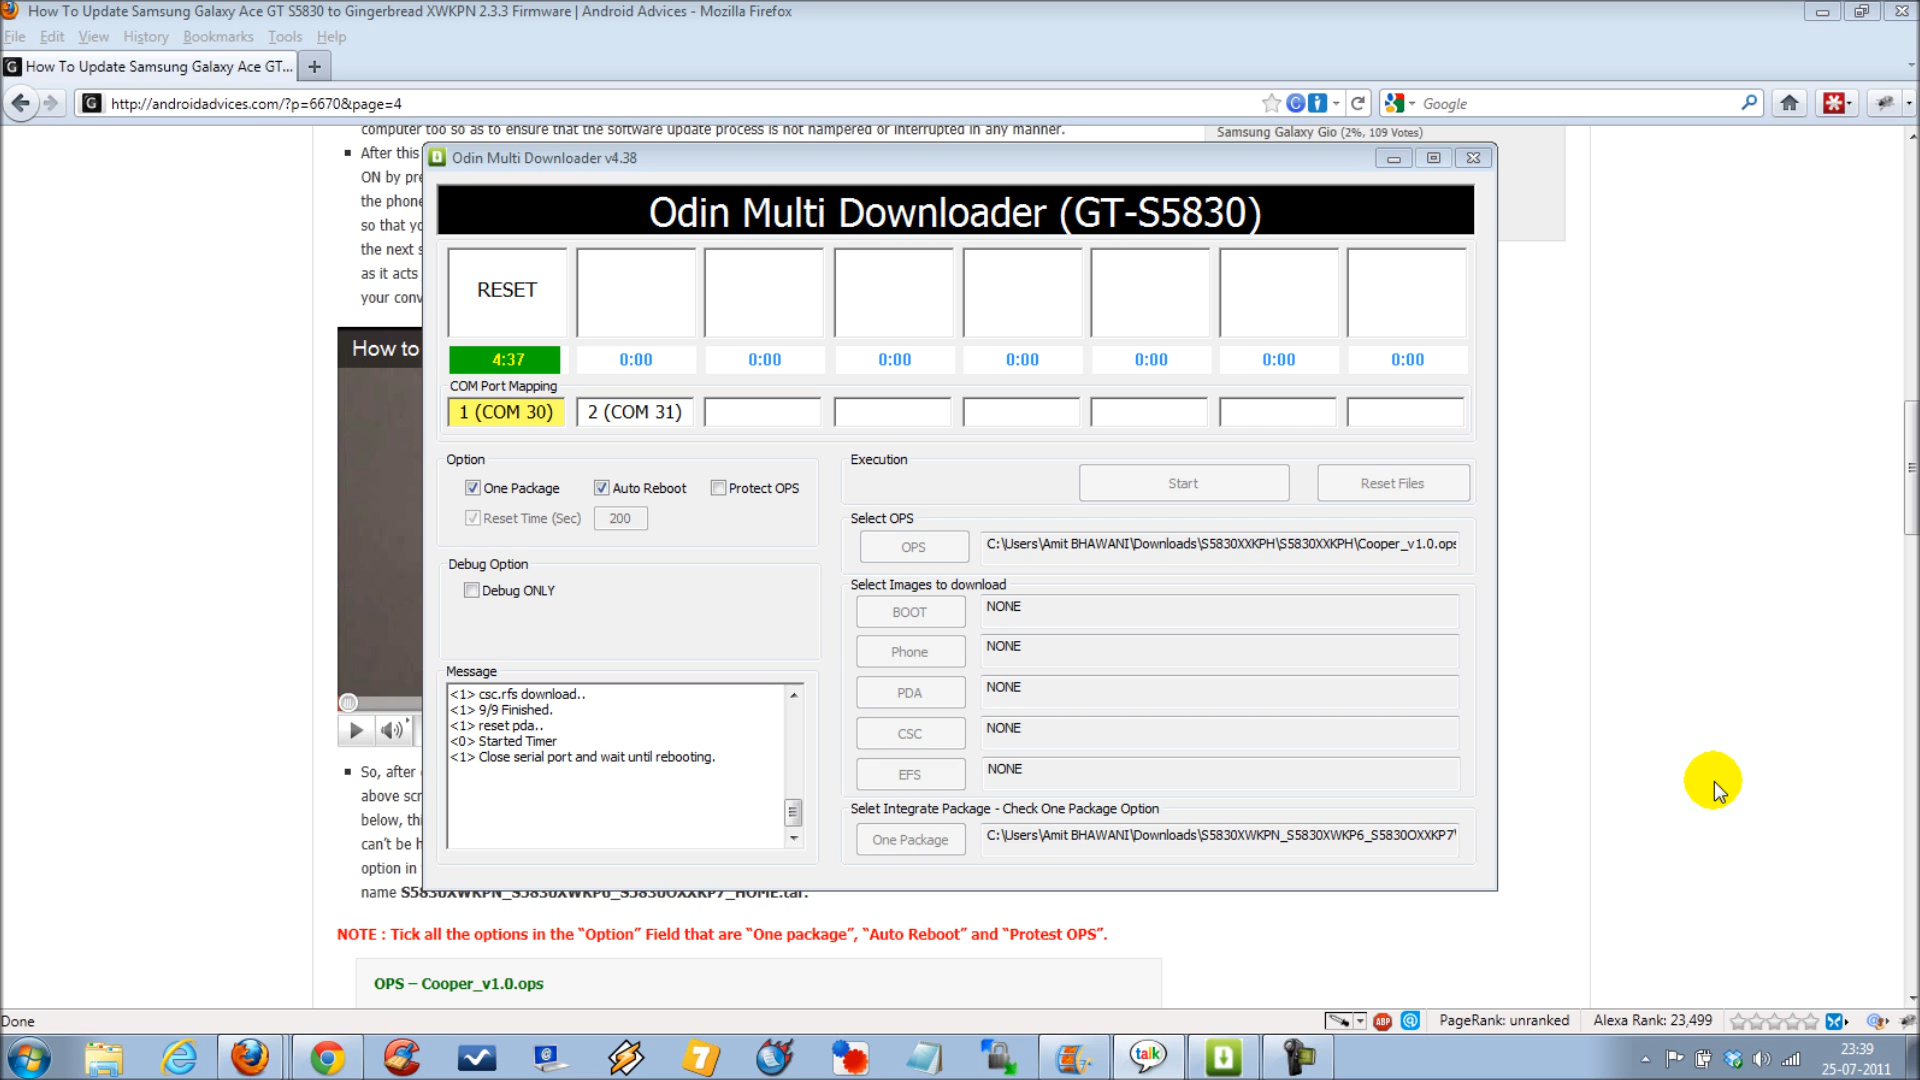 How To Update Samsung Galaxy Ace GT S5830 to Gingerbread XWKPN 2.3.3 Firmware | Android Advices - Mozilla Firefox
File Edit View History Bookmarks Tools Help
How To Update Samsung Galaxy Ace GT...
http://androidadvices.com/?p=6670&page=4
Google
computer too so as to ensure that the software update process is not hampered or interrupted in any manner.
Samsung Galaxy Gio (2%, 109 Votes)
After this
ON by pre
the phone
so that yo
the next s
as it acts
your conv
How to
Odin Multi Downloader v4.38
Odin Multi Downloader (GT-S5830)
RESET
4:37 0:00 0:00 0:00 0:00 0:00 0:00 0:00
COM Port Mapping
1 (COM 30) 2 (COM 31)
Option
One Package Auto Reboot Protect OPS
Reset Time (Sec) 200
Debug Option
Debug ONLY
Message
<1> csc.rfs download..
<1> 9/9 Finished.
<1> reset pda..
<0> Started Timer
<1> Close serial port and wait until rebooting.
Execution
Start Reset Files
Select OPS
OPS C:\Users\Amit BHAWANI\Downloads\S5830XXKPH\S5830XXKPH\Cooper_v1.0.ops
Select Images to download
BOOT NONE
Phone NONE
PDA NONE
CSC NONE
EFS NONE
Selet Integrate Package - Check One Package Option
One Package C:\Users\Amit BHAWANI\Downloads\S5830XWKPN_S5830XWKP6_S5830OXXKP7\
So, after
above scr
below, thi
can't be h
option in
name S5830XWKPN_S5830XWKP6_S5830OXXKP7_HOME.tar.
NOTE : Tick all the options in the “Option” Field that are “One package”, “Auto Reboot” and “Protest OPS”.
OPS – Cooper_v1.0.ops
Done
ABP
PageRank: unranked
Alexa Rank: 23,499
talk
23:39
25-07-2011